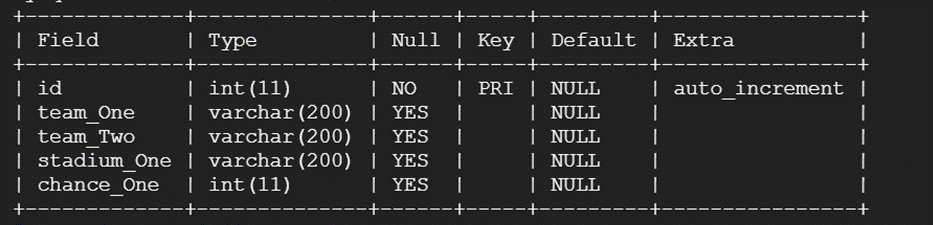 +-------------+--------------+------+-----+---------+----------------+
| Field       | Type         | Null | Key | Default | Extra          |
+-------------+--------------+------+-----+---------+----------------+
| id          | int(11)      | NO   | PRI | NULL    | auto_increment |
| team_One    | varchar(200) | YES  |     | NULL    |                |
| team_Two    | varchar(200) | YES  |     | NULL    |                |
| stadium_One | varchar(200) | YES  |     | NULL    |                |
| chance_One  | int(11)      | YES  |     | NULL    |                |
+-------------+--------------+------+-----+---------+----------------+